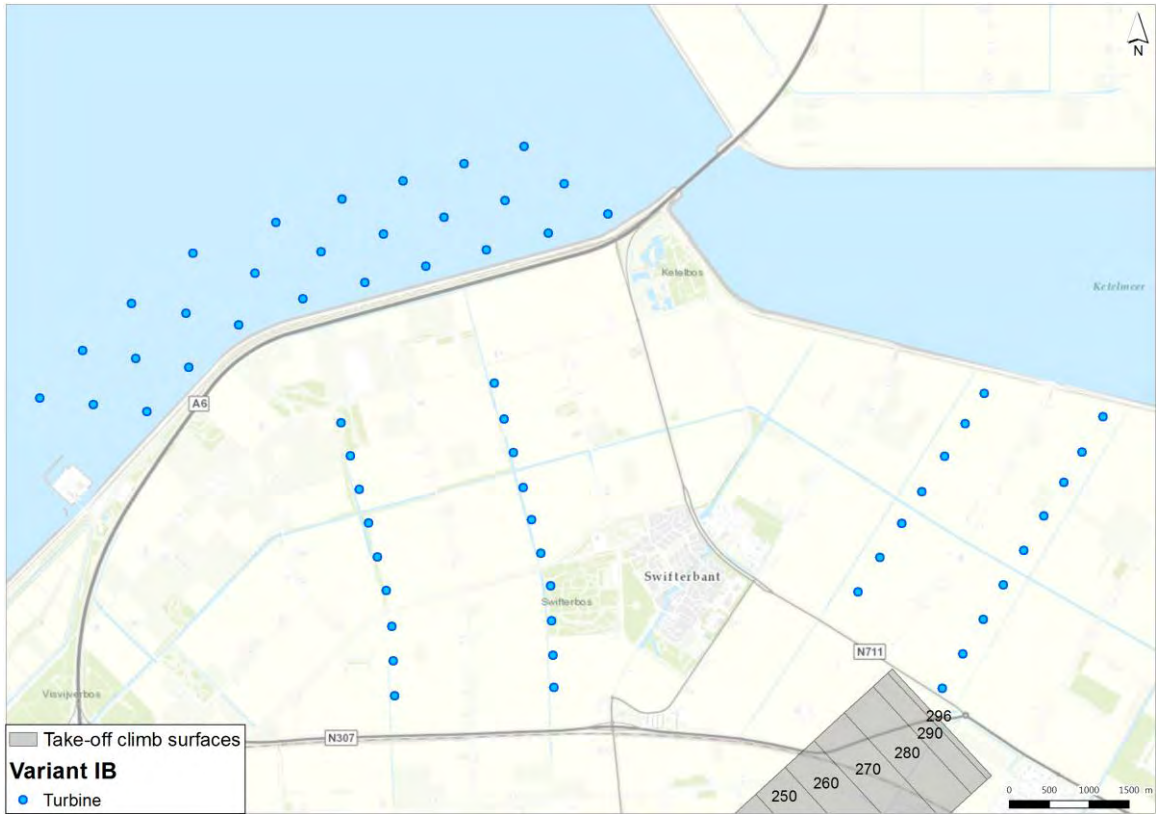 N
Ketelbos
Ketelmeer
A6
Swifterbant
Swifterbos
N711
Visvijverbos
296
290
N307
280
270
260
250
Take-off climb surfaces
Variant IB
Turbine
0 500 1000 1500 m